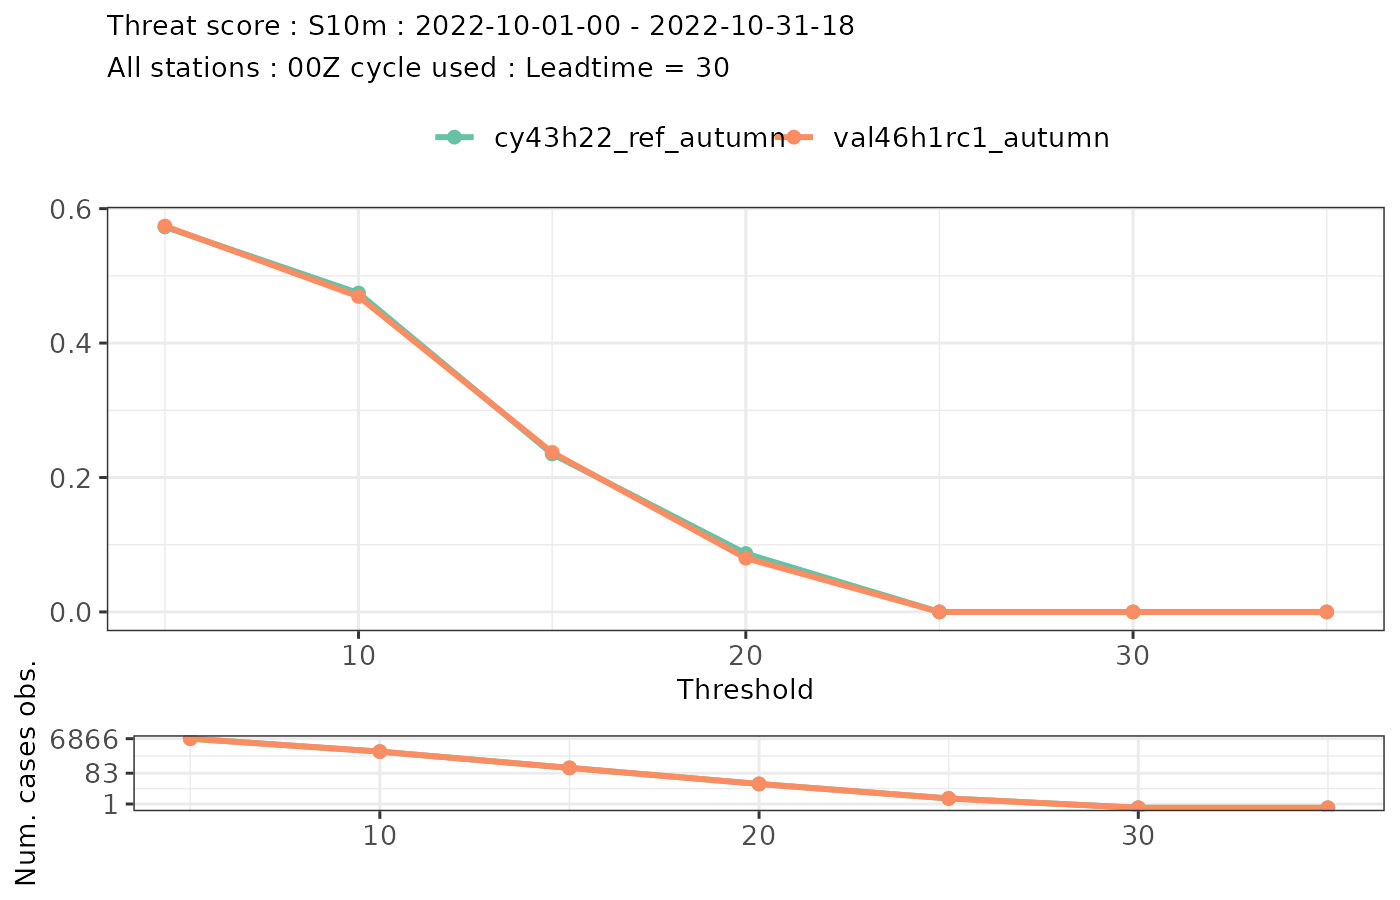 Threat score : S10m : 2022-10-01-00 - 2022-10-31-18
All stations : 00Z cycle used : Leadtime = 30
cy43h22_ref_autumn val46h1rc1_autumn
0.6
0.4
0.2
0.0
10 20 30
Threshold
Num. cases obs.
6866
83
1
10 20 30